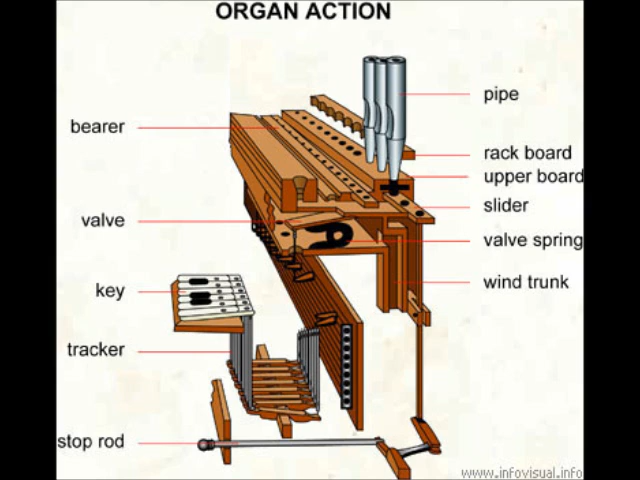 ORGAN ACTION
pipe
bearer
rack board
upper board
slider
valve
valve spring
wind trunk
key
tracker
stop rod
www.infovisual.info